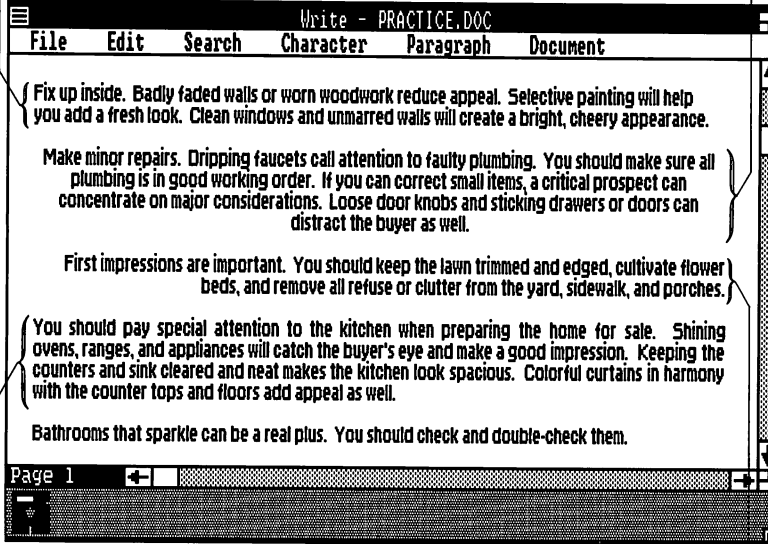 Write - PRACTICE.DOC
File Edit Search Character Paragraph Document
Fix up inside. Badly faded walls or worn woodwork reduce appeal. Selective painting will help
you add a fresh look. Clean windows and unmarred walls will create a bright, cheery appearance.
Make minor repairs. Dripping faucets call attention to faulty plumbing. You should make sure all
plumbing is in good working order. If you can correct small items, a critical prospect can
concentrate on major considerations. Loose door knobs and sticking drawers or doors can
distract the buyer as well.
First impressions are important. You should keep the lawn trimmed and edged, cultivate flower
beds, and remove all refuse or clutter from the yard, sidewalk, and porches.
You should pay special attention to the kitchen when preparing the home for sale. Shining
ovens, ranges, and appliances will catch the buyer's eye and make a good impression. Keeping the
counters and sink cleared and neat makes the kitchen look spacious. Colorful curtains in harmony
with the counter tops and floors add appeal as well.
Bathrooms that sparkle can be a real plus. You should check and double-check them.
Page 1